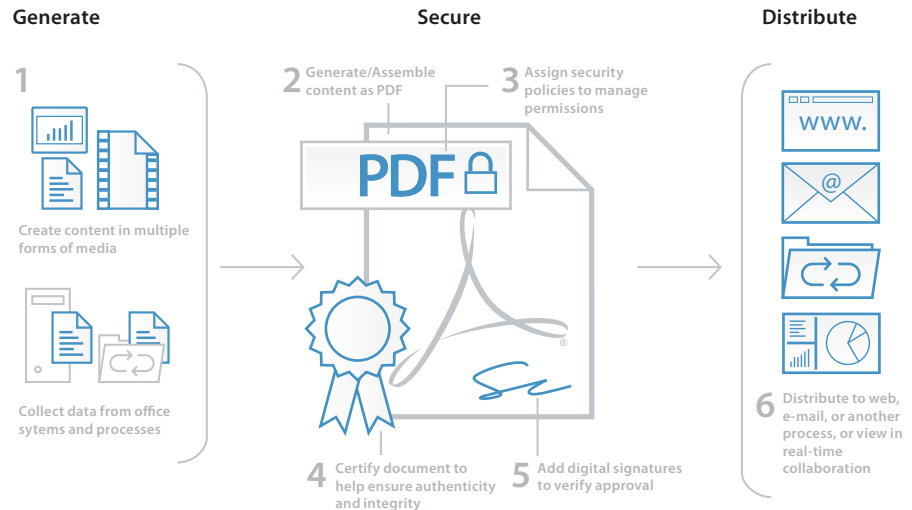 Generate
Secure
Distribute
1
Create content in multiple
forms of media
Collect data from office
sytems and processes
2 Generate/Assemble
content as PDF
3 Assign security
policies to manage
permissions
PDF
®
4 Certify document to
help ensure authenticity
and integrity
5 Add digital signatures
to verify approval
www.
@
6 Distribute to web,
e-mail, or another
process, or view in
real-time
collaboration